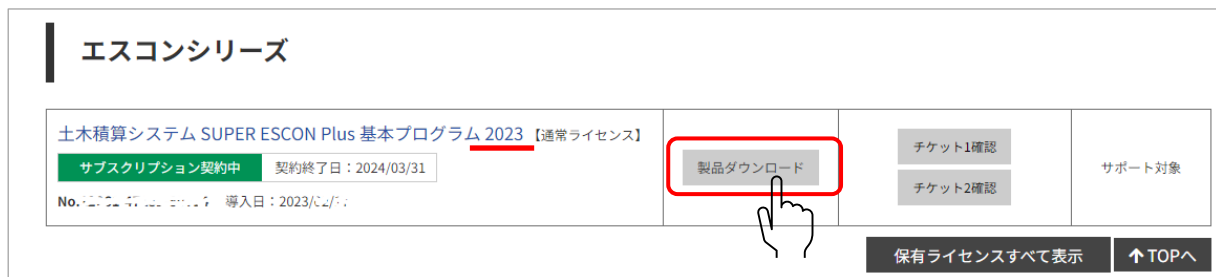 エスコンシリーズ
土木積算システム SUPER ESCON Plus 基本プログラム 2023 【通常ライセンス】
サブスクリプション契約中 契約終了日：2024/03/31
No. 導入日：2023/
製品ダウンロード
チケット1確認
チケット2確認
サポート対象
保有ライセンスすべて表示
↑TOPへ